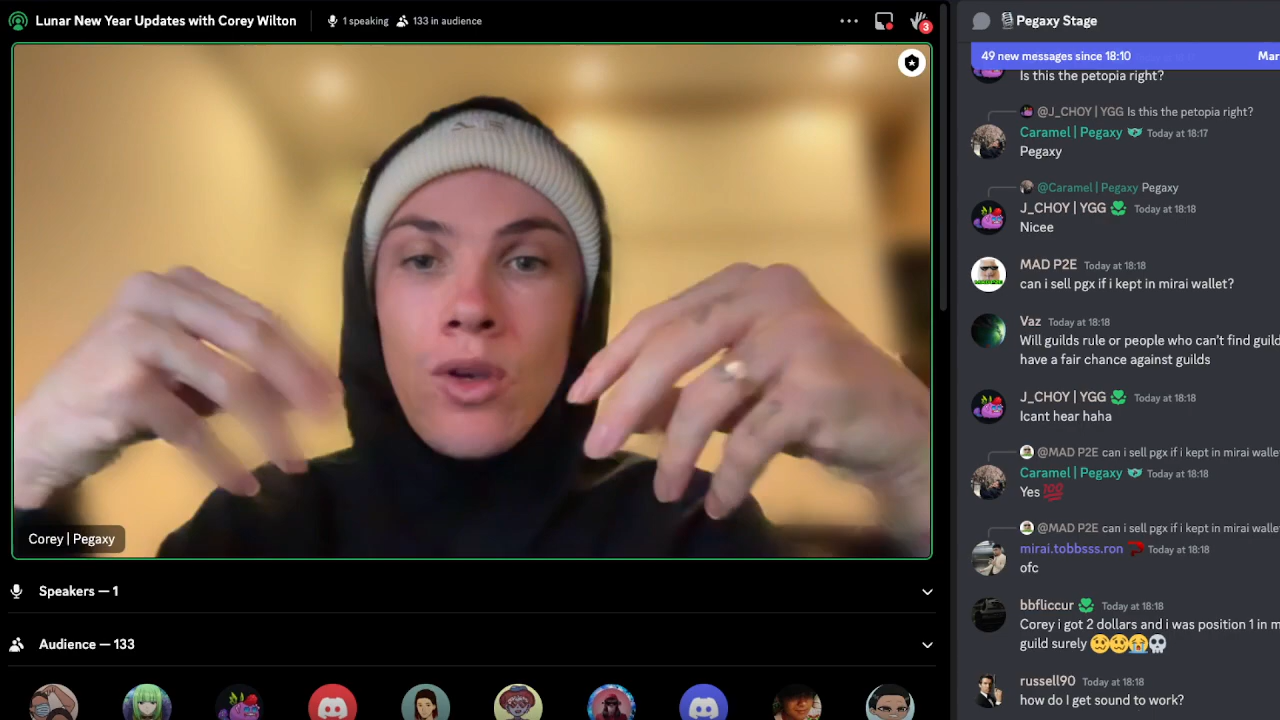 Lunar New Year Updates with Corey Wilton
1 speaking
133 in audience
3
Corey | Pegaxy
Speakers — 1
Audience — 133
Pegaxy Stage
49 new messages since 18:10
Mar
Is this the petopia right?
@J_CHOY | YGG Is this the petopia right?
Caramel | Pegaxy Today at 18:17
Pegaxy
@Caramel | Pegaxy Pegaxy
J_CHOY | YGG Today at 18:18
Nicee
MAD P2E Today at 18:18
can i sell pgx if i kept in mirai wallet?
Vaz Today at 18:18
Will guilds rule or people who can't find guild
have a fair chance against guilds
J_CHOY | YGG Today at 18:18
Icant hear haha
@MAD P2E can i sell pgx if i kept in mirai walle
Caramel | Pegaxy Today at 18:18
Yes 💯
@MAD P2E can i sell pgx if i kept in mirai walle
mirai.tobbsss.ron Today at 18:18
ofc
bbfliccur Today at 18:18
Corey i got 2 dollars and i was position 1 in m
guild surely 🥴🥴😭💀
russell90 Today at 18:18
how do I get sound to work?